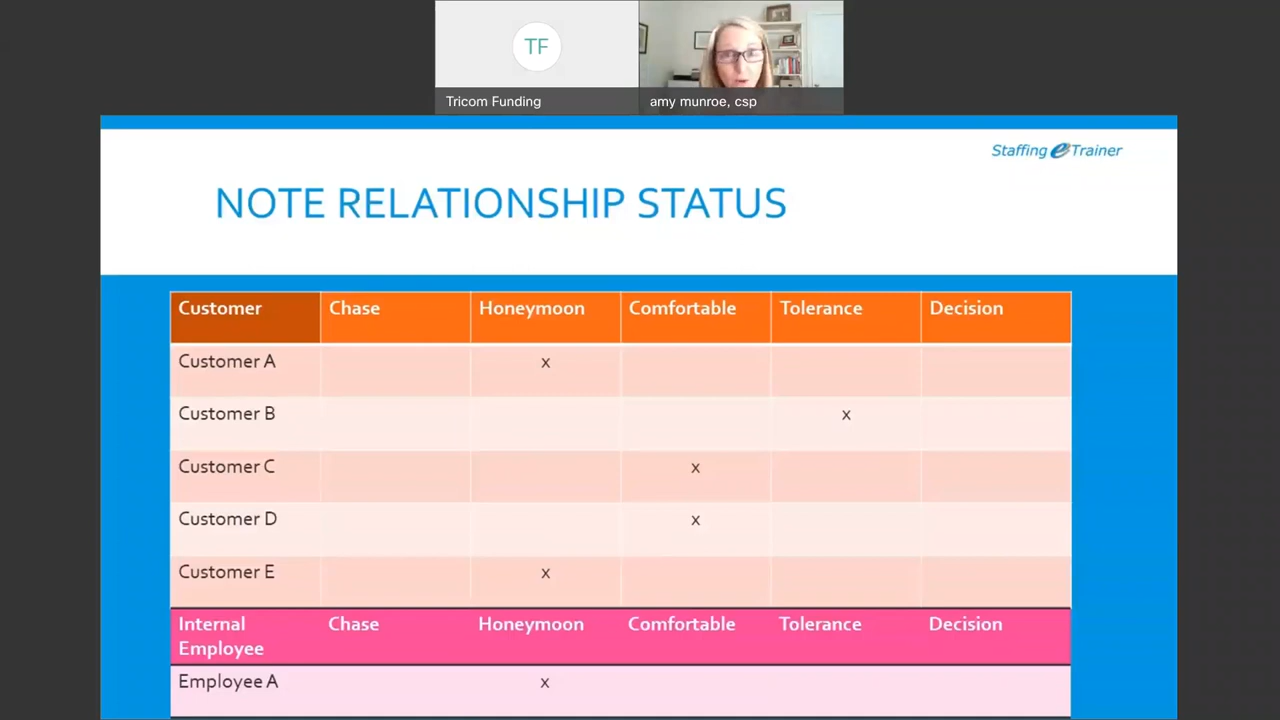 TF
Tricom Funding
amy munroe, csp
Staffing eTrainer
NOTE RELATIONSHIP STATUS
Customer Chase Honeymoon Comfortable Tolerance Decision
Customer A x
Customer B x
Customer C x
Customer D x
Customer E x
Internal Employee Chase Honeymoon Comfortable Tolerance Decision
Employee A x